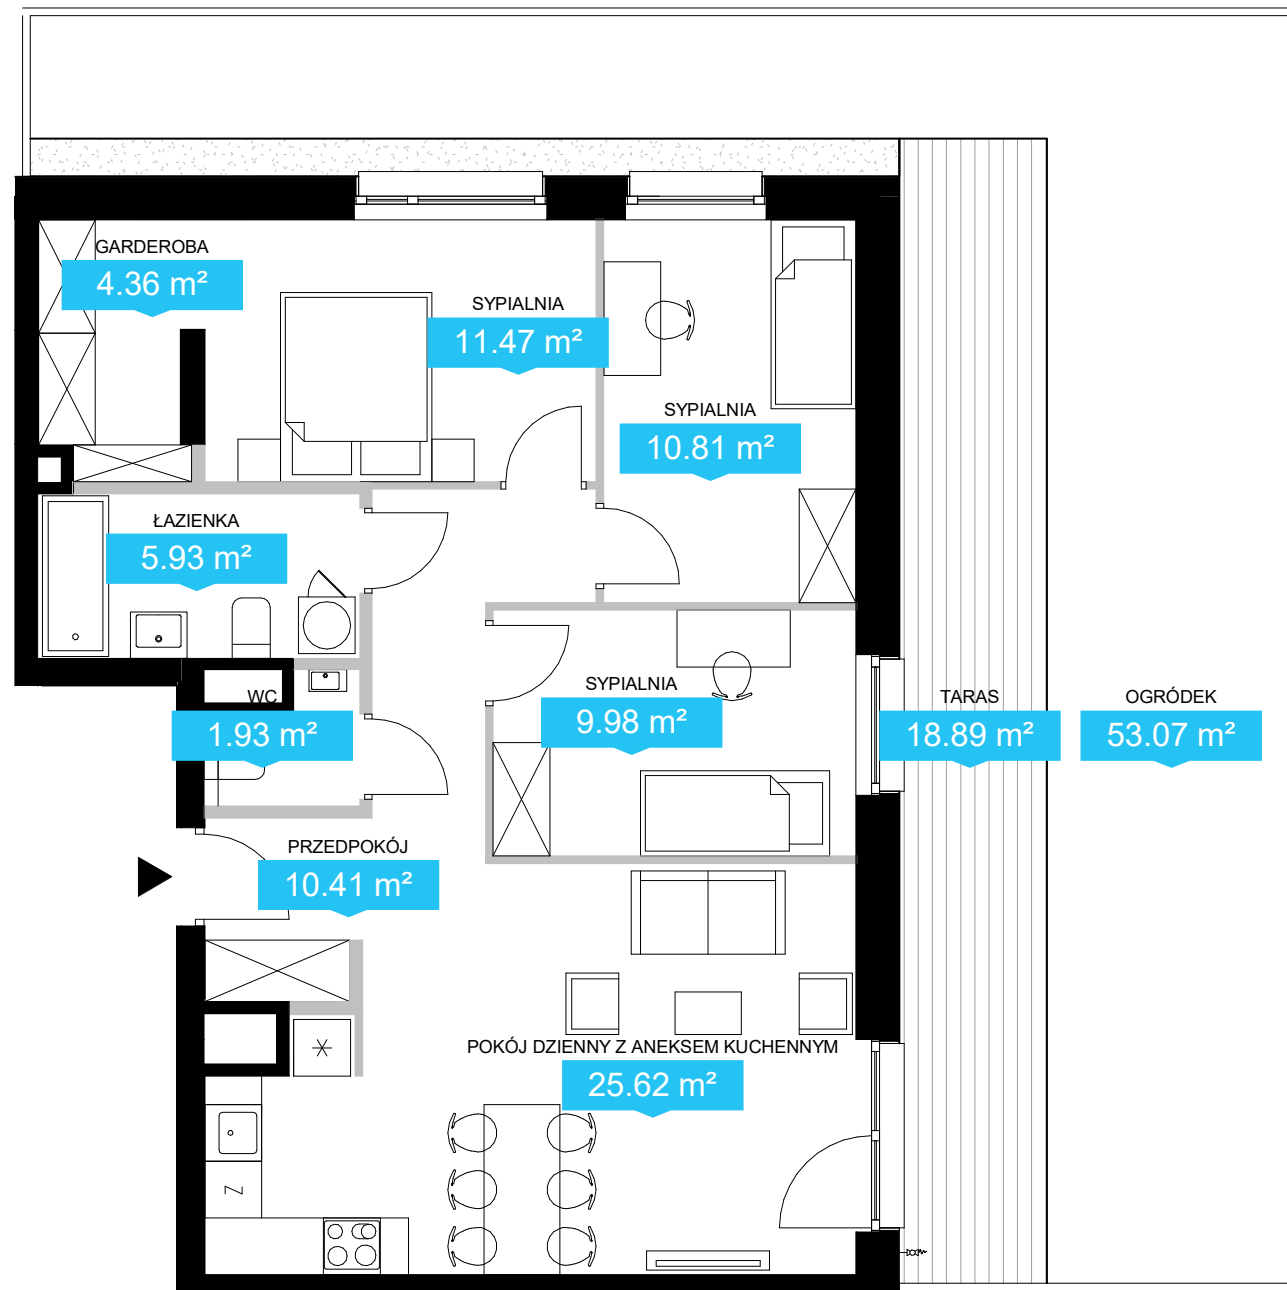 GARDEROBA
4.36 m²
SYPIALNIA
11.47 m²
SYPIALNIA
10.81 m²
ŁAZIENKA
5.93 m²
WC
1.93 m²
SYPIALNIA
9.98 m²
TARAS
18.89 m²
OGRÓDEK
53.07 m²
PRZEDPOKÓJ
10.41 m²
POKÓJ DZIENNY Z ANEKSEM KUCHENNYM
25.62 m²
Z